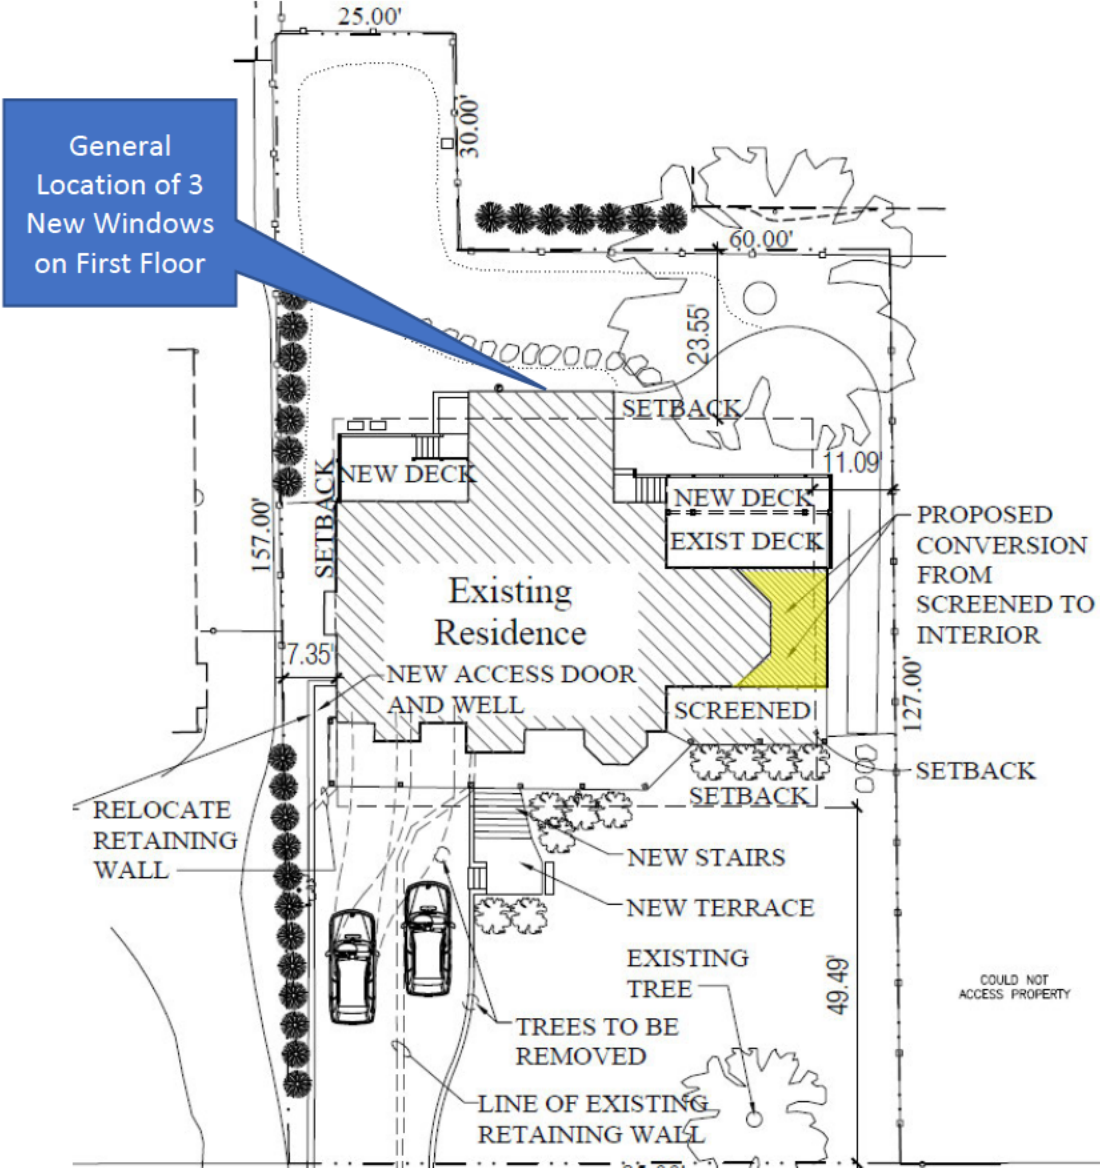 25.00'
General
Location of 3
New Windows
on First Floor
30.00'
60.00'
23.55'
SETBACK
11.09'
NEW DECK
SETBACK
157.00'
NEW DECK
EXIST DECK
PROPOSED
CONVERSION
FROM
SCREENED TO
INTERIOR
Existing
Residence
7.35'
NEW ACCESS DOOR
AND WELL
SCREENED
127.00'
SETBACK
SETBACK
RELOCATE
RETAINING
WALL
NEW STAIRS
NEW TERRACE
EXISTING
TREE
49.49'
COULD NOT
ACCESS PROPERTY
TREES TO BE
REMOVED
LINE OF EXISTING
RETAINING WALL